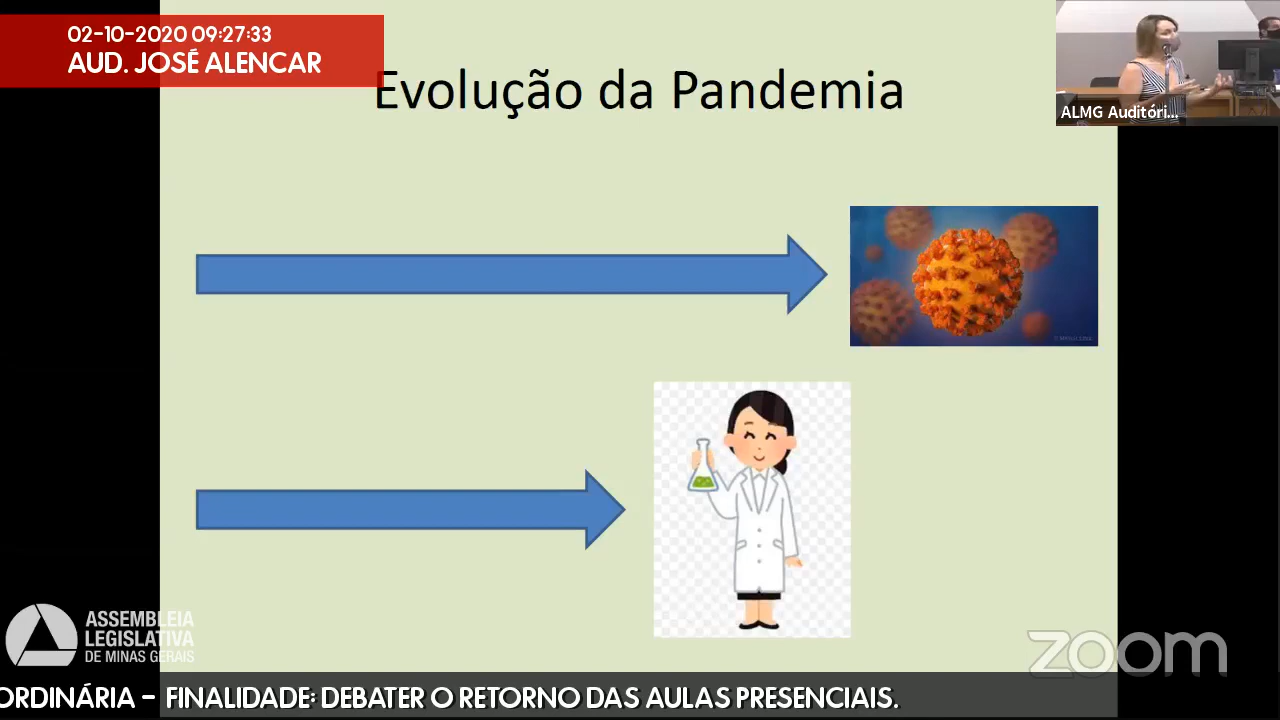 02-10-2020 09:27:33
AUD. JOSÉ ALENCAR
Evolução da Pandemia
ALMG Auditóri...
ASSEMBLEIA
LEGISLATIVA
DE MINAS GERAIS
zoom
ORDINÁRIA - FINALIDADE: DEBATER O RETORNO DAS AULAS PRESENCIAIS.